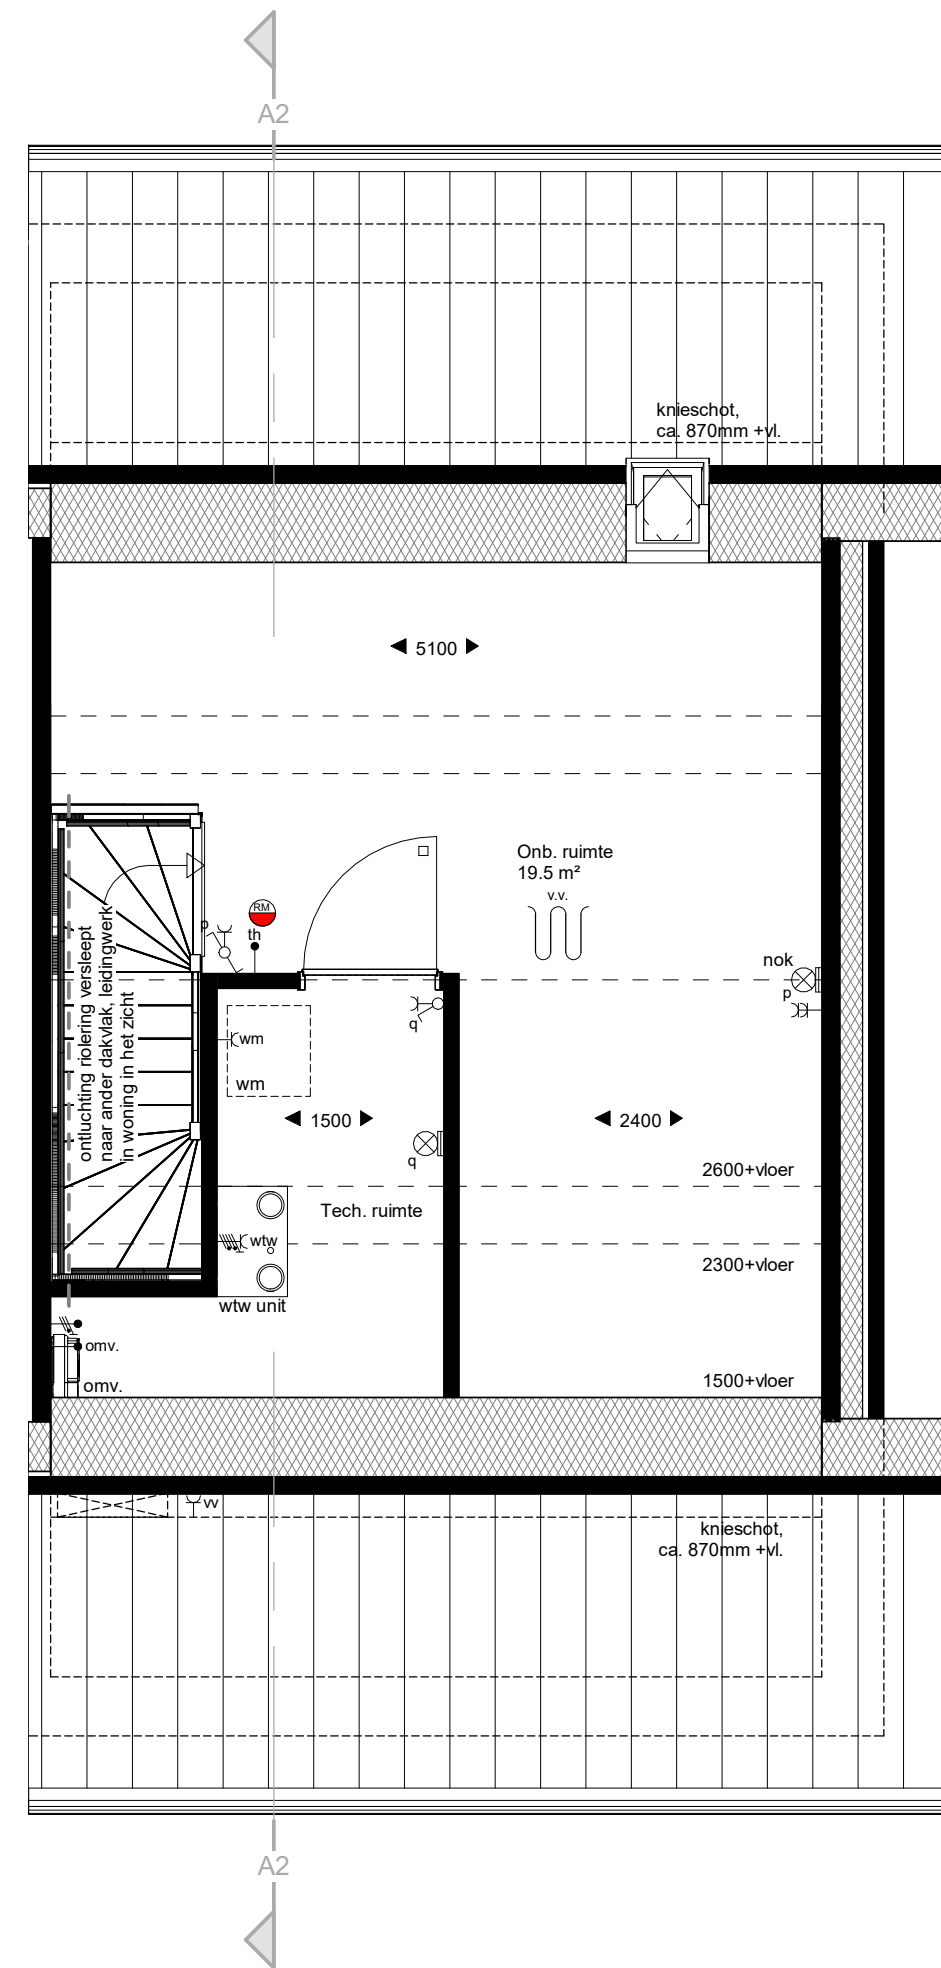 A2
knieschot,
ca. 870mm +vl.
5100
Onb. ruimte
19.5 m²
v.v.
RM
th
p
nok
p
ontluchting riolering versleept
naar ander dakvlak, leidingwerk
in woning in het zicht
q
wm
wm
1500
2400
q
2600+vloer
Tech. ruimte
wtw
2300+vloer
wtw unit
omv.
omv.
1500+vloer
vv
knieschot,
ca. 870mm +vl.
A2